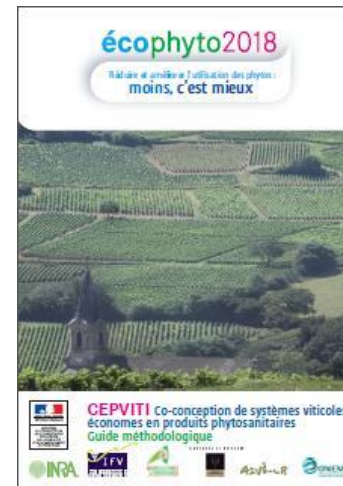 écophyto2018
Réduire et améliorer l'utilisation des phytos :
moins, c'est mieux
CEPVITI Co-conception de systèmes viticoles
économes en produits phytosanitaires
Guide méthodologique
INRA
IFV
ONEMA